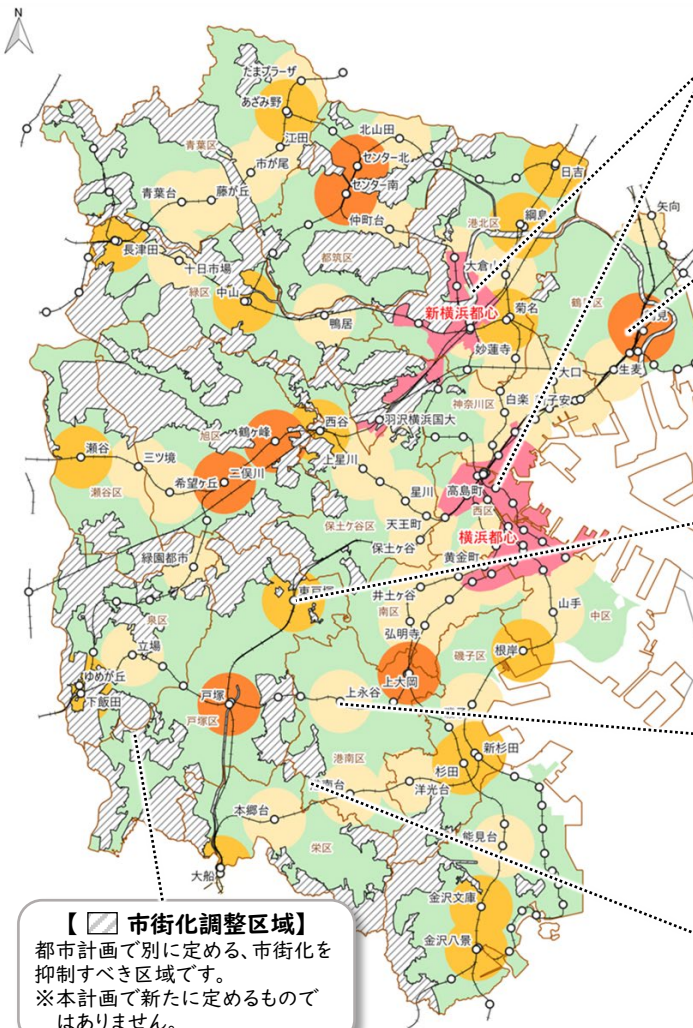 N
たまプラーザ
あざみ野
江田
青葉区
市が尾
藤が丘
青葉台
北山田
センター北
センター南
仲町台
日吉
綱島
港北区
矢向
長津田
十日市場
緑区
中山
都筑区
大倉山
新横浜都心
菊名
鴨居
妙蓮寺
生麦
大口
神奈川区
白楽
子安
羽沢横浜国大
西谷
鶴ヶ峰
旭区
瀬谷
三ツ境
上星川
瀬谷区
希望ヶ丘
二俣川
星川
高島町
西区
天王町
保土ケ谷区
保土ヶ谷
横浜都心
黄金町
緑園都市
東戸塚
井土ヶ谷
南区
弘明寺
山手
中区
泉区
立場
磯子区
根岸
ゆめが丘
下飯田
戸塚
戸塚区
上永谷
上大岡
港南区
新杉田
杉田
洋光台
本郷台
栄区
能見台
大船
金沢文庫
金沢八景
【 市街化調整区域】
都市計画で別に定める、市街化を
抑制すべき区域です。
※本計画で新たに定めるもので
はありません。